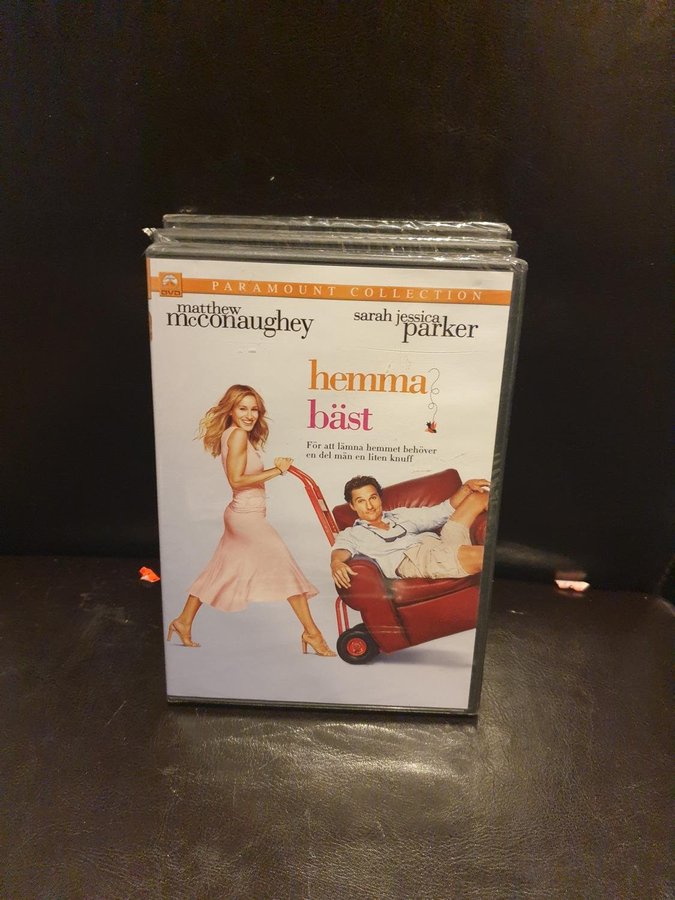 PARAMOUNT COLLECTION
DVD
matthew
mcconaughey
sarah jessica
parker
hemma
bäst
För att lämna hemmet behöver
en del män en liten knuff